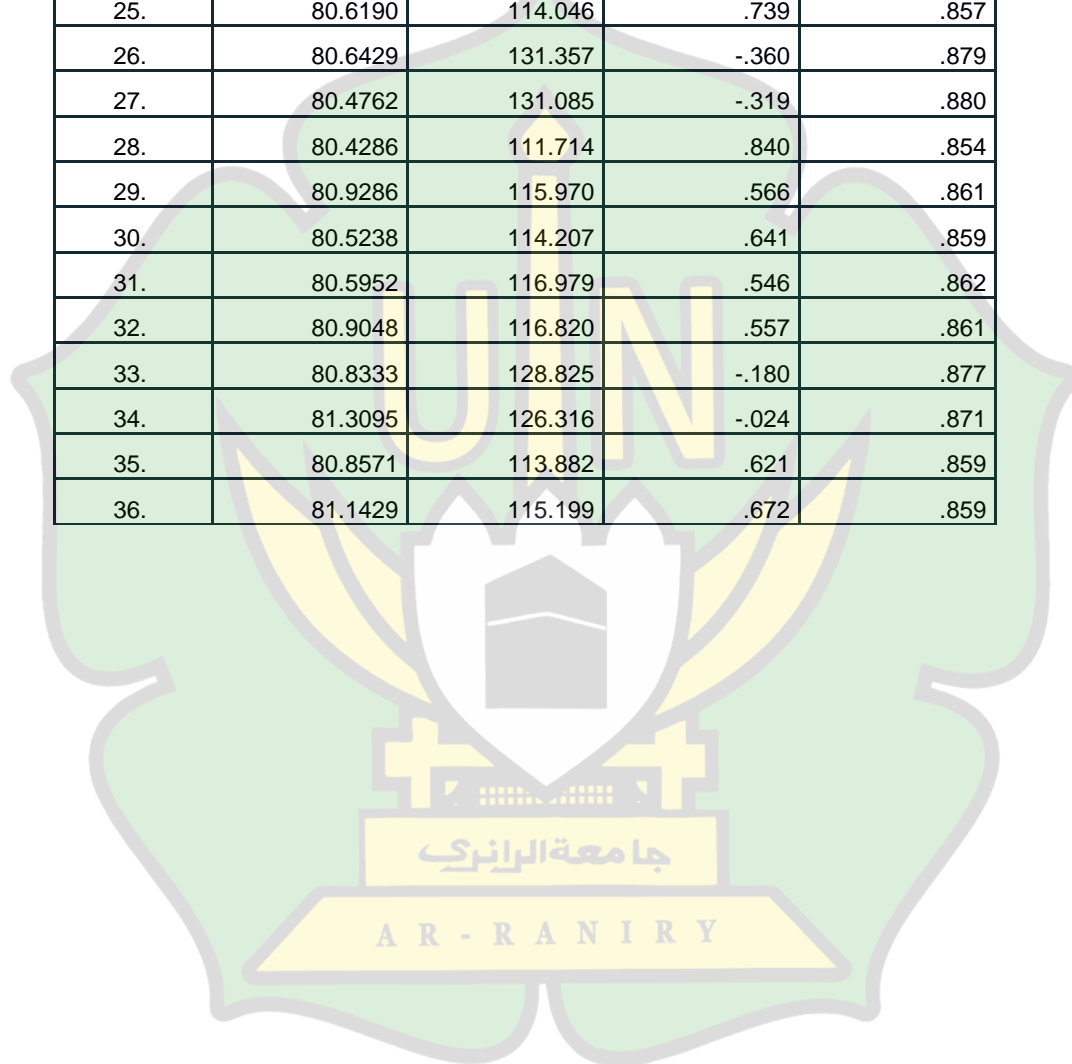 25. 80.6190 114.046 .739 .857
26. 80.6429 131.357 -.360 .879
27. 80.4762 131.085 -.319 .880
28. 80.4286 111.714 .840 .854
29. 80.9286 115.970 .566 .861
30. 80.5238 114.207 .641 .859
31. 80.5952 116.979 .546 .862
32. 80.9048 116.820 .557 .861
33. 80.8333 128.825 -.180 .877
34. 81.3095 126.316 -.024 .871
35. 80.8571 113.882 .621 .859
36. 81.1429 115.199 .672 .859
UIN
جامعةالرانري
AR-RANIRY